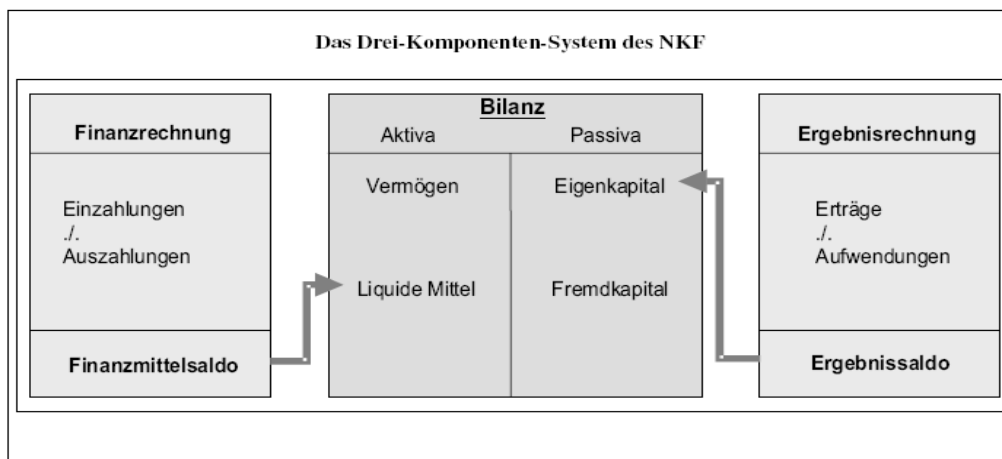 Das Drei-Komponenten-System des NKF
Finanzrechnung
Einzahlungen
./.
Auszahlungen
Finanzmittelsaldo
Bilanz
Aktiva Passiva
Vermögen Eigenkapital
Liquide Mittel Fremdkapital
Ergebnisrechnung
Erträge
./.
Aufwendungen
Ergebnissaldo